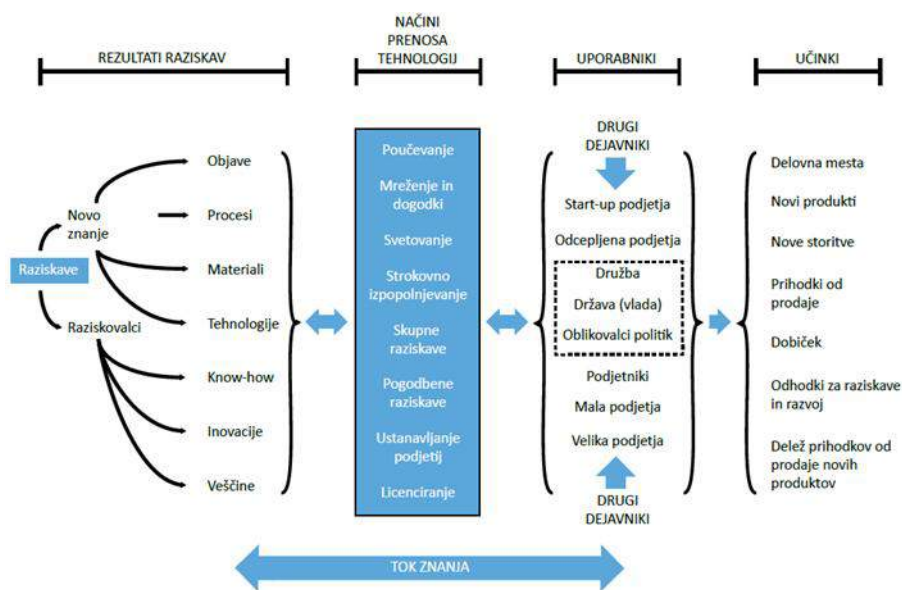 REZULTATI RAZISKAV
NAČINI
PRENOSA
TEHNOLOGIJ
UPORABNIKI
UČINKI
Raziskave
Novo
znanje
Raziskovalci
Objave
Procesi
Materiali
Tehnologije
Know-how
Inovacije
Veščine
Poučevanje
Mreženje in
dogodki
Svetovanje
Strokovno
izpopolnjevanje
Skupne
raziskave
Pogodbene
raziskave
Ustanavljanje
podjetij
Licenciranje
DRUGI
DEJAVNIKI
Start-up podjetja
Odcepljena podjetja
Družba
Država (vlada)
Oblikovalci politik
Podjetniki
Mala podjetja
Velika podjetja
DRUGI
DEJAVNIKI
Delovna mesta
Novi produkti
Nove storitve
Prihodki od
prodaje
Dobiček
Odhodki za raziskave
in razvoj
Delež prihodkov od
prodaje novih
produktov
TOK ZNANJA